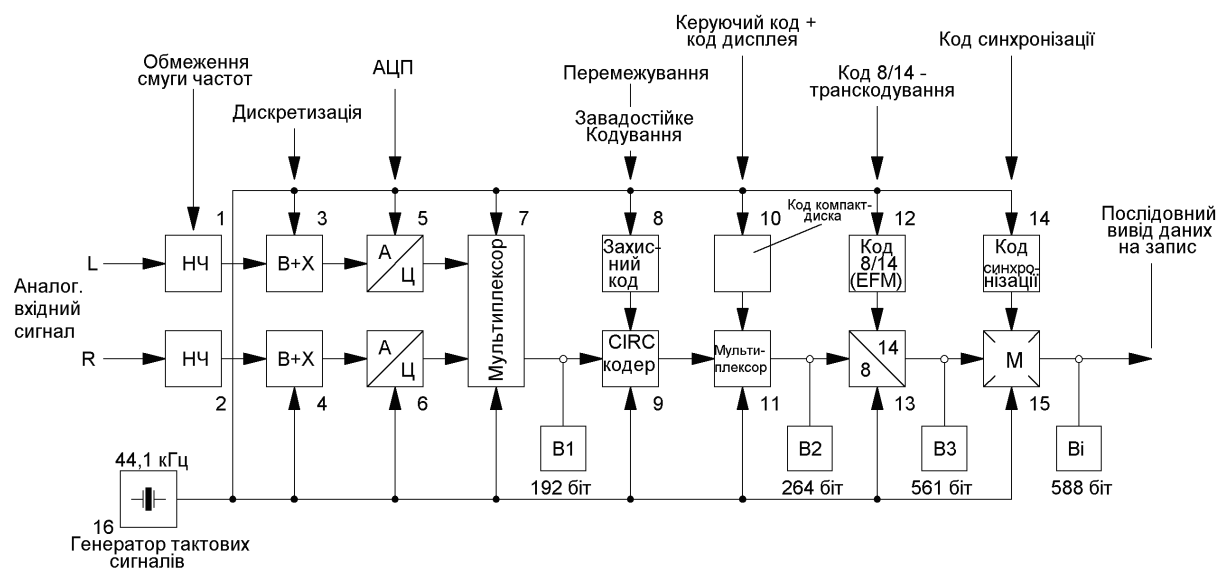 Керуючий код +
код дисплея
Код синхронізації
Обмеження
смуги частот
АЦП
Перемежування
Код 8/14 -
транскодування
Дискретизація
Завадостійке
Кодування
1
3
5
7
8
10
Код компакт-
диска
12
14
Послідовний
вивід даних
на запис
L
НЧ
В+Х
А
Ц
Мультиплексор
Захис-
ний
код
Код
8/14
(EFM)
Код
синхро-
нізації
Аналог.
вхідний
сигнал
R
НЧ
В+Х
А
Ц
CIRC
кодер
Мульти-
плексор
14
8
М
2
4
6
9
11
13
15
В1
В2
В3
Ві
192 біт
264 біт
561 біт
588 біт
44,1 кГц
16
Генератор тактових
сигналів